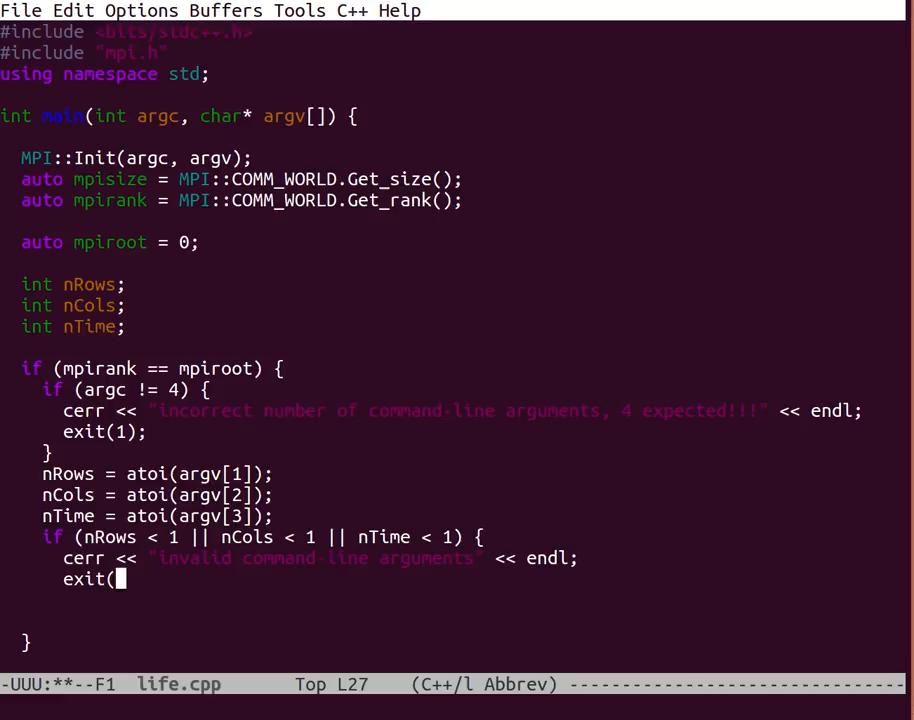 File Edit Options Buffers Tools C++ Help
#include <bits/stdc++.h>
#include "mpi.h"
using namespace std;
int main(int argc, char* argv[]) {
MPI::Init(argc, argv);
auto mpisize = MPI::COMM_WORLD.Get_size();
auto mpirank = MPI::COMM_WORLD.Get_rank();
auto mpiroot = 0;
int nRows;
int nCols;
int nTime;
if (mpirank == mpiroot) {
if (argc != 4) {
cerr << "incorrect number of command-line arguments, 4 expected!!!" << endl;
exit(1);
}
nRows = atoi(argv[1]);
nCols = atoi(argv[2]);
nTime = atoi(argv[3]);
if (nRows < 1 || nCols < 1 || nTime < 1) {
cerr << "invalid command-line arguments" << endl;
exit(
}
-UUU:**--F1 life.cpp Top L27 (C++/l Abbrev) --------------------------------